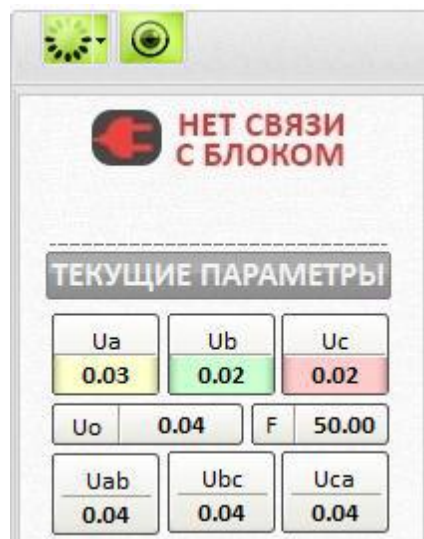 НЕТ СВЯЗИ
С БЛОКОМ
ТЕКУЩИЕ ПАРАМЕТРЫ
Ua Ub Uc
0.03 0.02 0.02
Uo 0.04 F 50.00
Uab Ubc Uca
0.04 0.04 0.04